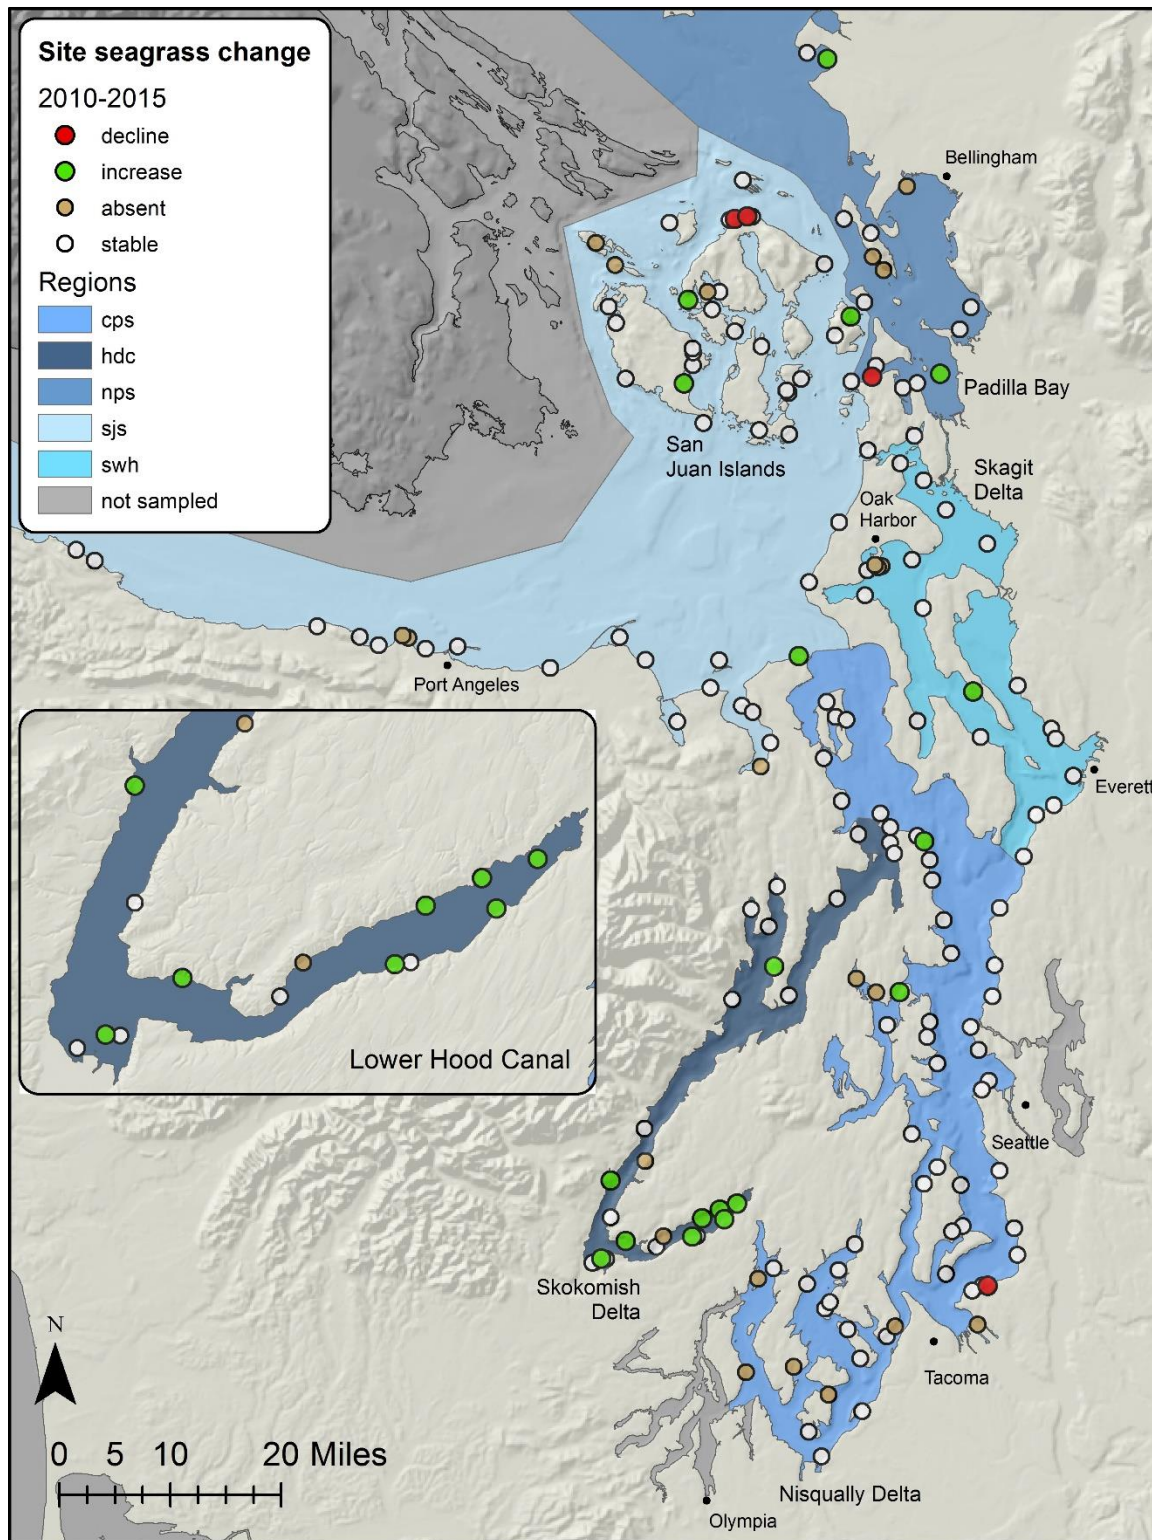 Site seagrass change
2010-2015
decline
increase
absent
stable
Regions
cps
hdc
nps
sjs
swh
not sampled
Bellingham
Padilla Bay
San
Juan Islands
Skagit
Delta
Oak
Harbor
Port Angeles
Everett
Lower Hood Canal
Seattle
Skokomish
Delta
Tacoma
N
0 5 10 20 Miles
Nisqually Delta
Olympia